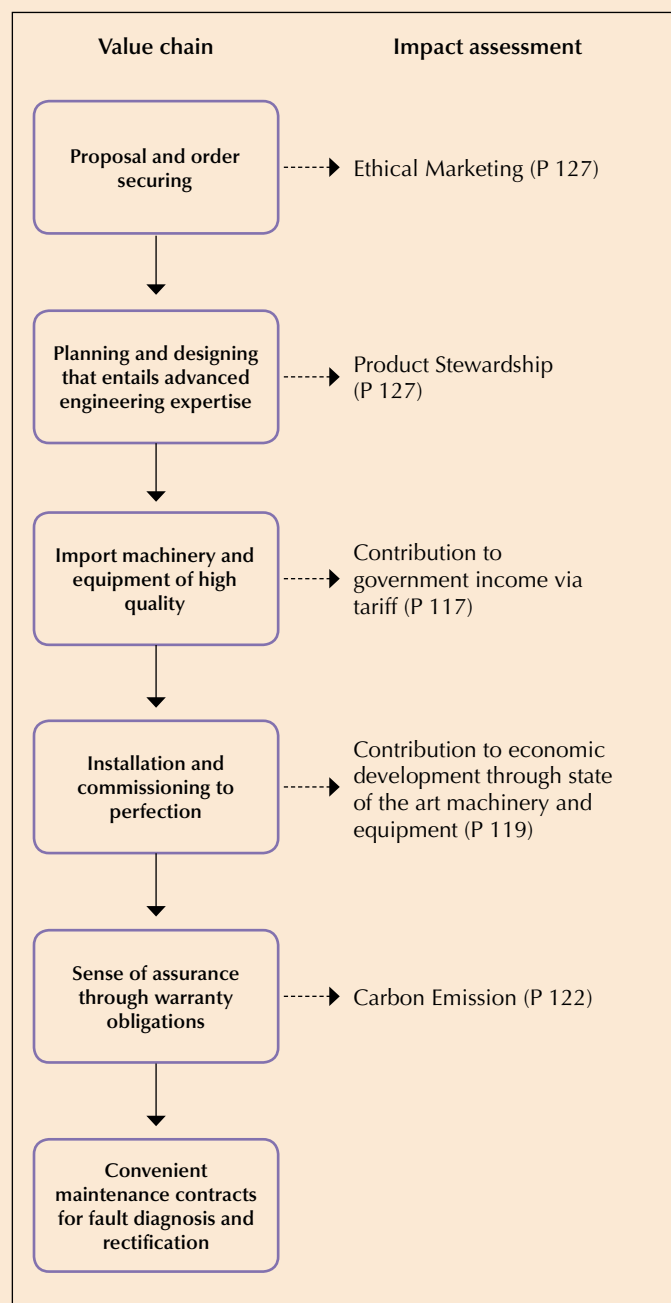 Value chain
Impact assessment
Proposal and order
securing
Ethical Marketing (P 127)
Planning and designing
that entails advanced
engineering expertise
Product Stewardship
(P 127)
Import machinery and
equipment of high
quality
Contribution to
government income via
tariff (P 117)
Installation and
commissioning to
perfection
Contribution to economic
development through state
of the art machinery and
equipment (P 119)
Sense of assurance
through warranty
obligations
Carbon Emission (P 122)
Convenient
maintenance contracts
for fault diagnosis and
rectification